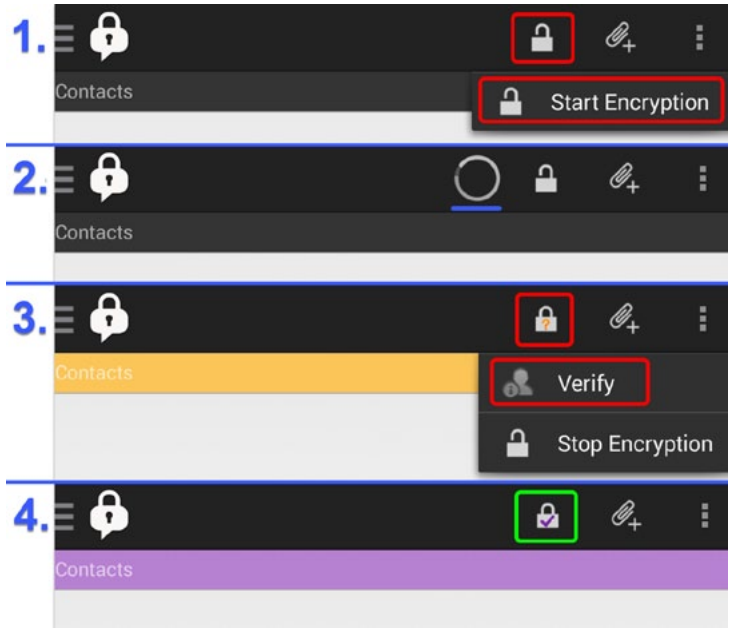 1.
Contacts
Start Encryption
2.
Contacts
3.
Contacts
Verify
Stop Encryption
4.
Contacts